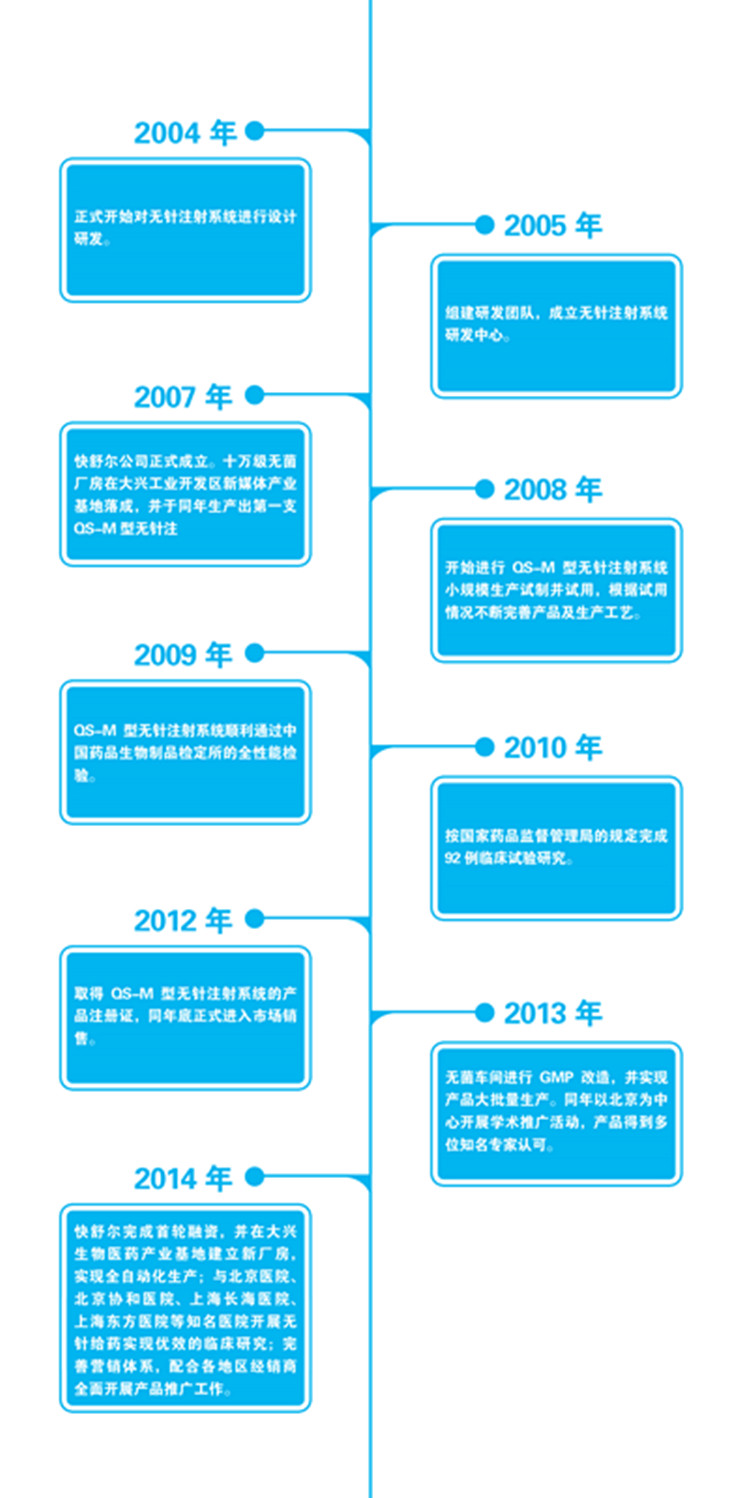 2004 年
正式开始对无针注射系统进行设计
研发。
2005 年
组建研发团队，成立无针注射系统
研发中心。
2007 年
快舒尔公司正式成立。十万级无菌
厂房在大兴工业开发区新媒体产业
基地落成，并于同年生产出第一支
QS-M 型无针注
2008 年
开始进行 QS-M 型无针注射系统
小规模生产试制并试用，根据试用
情况不断完善产品及生产工艺。
2009 年
QS-M 型无针注射系统顺利通过中
国药品生物制品检定所的全性能检
验。
2010 年
按国家药品监督管理局的规定完成
92 例临床试验研究。
2012 年
取得 QS-M 型无针注射系统的产
品注册证，同年底正式进入市场销
售。
2013 年
无菌车间进行 GMP 改造，并实现
产品大批量生产。同年以北京为中
心开展学术推广活动，产品得到多
位知名专家认可。
2014 年
快舒尔完成首轮融资，并在大兴
生物医药产业基地建立新厂房，
实现全自动化生产；与北京医院、
北京协和医院、上海长海医院、
上海东方医院等知名医院开展无
针给药实现优效的临床研究；完
善营销体系，配合各地区经销商
全面开展产品推广工作。